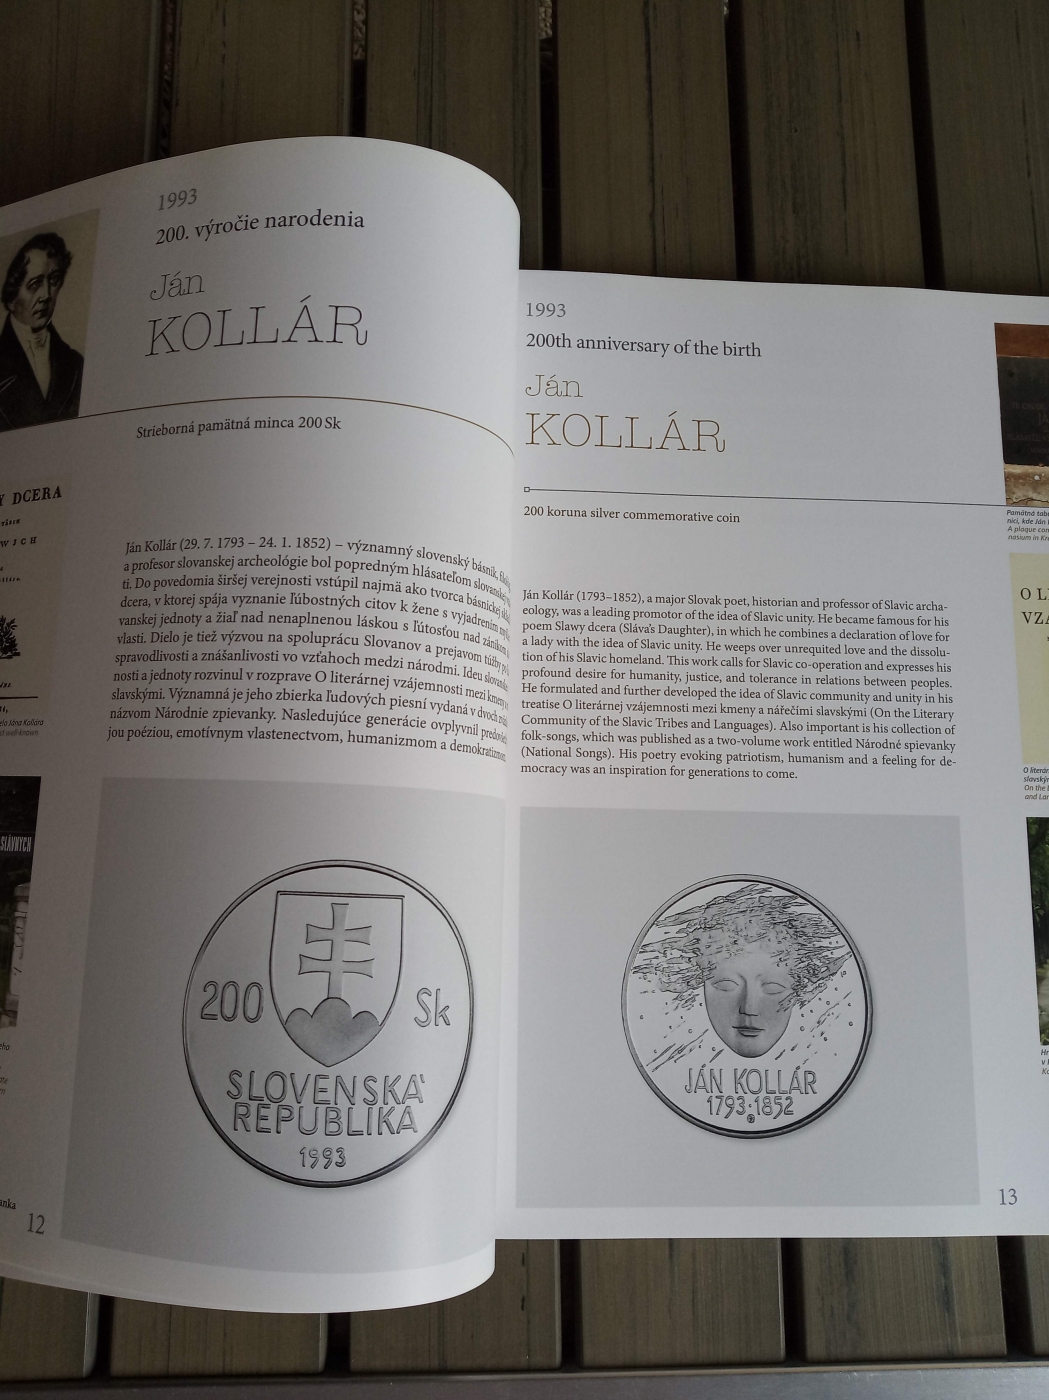 1993
200. výročie narodenia
Ján
KOLLÁR
Strieborná pamätná minca 200 Sk
Y DCERA
Ján Kollár (29. 7. 1793 – 24. 1. 1852) – významný slovenský básnik,
a profesor slovanskej archeológie bol popredným hlásateľom slovanskej
ti. Do povedomia širšej verejnosti vstúpil najmä ako tvorca básnickej
dcera, v ktorej spája vyznanie ľúbostných citov k žene s vyjadrením
vanskej jednoty a žiaľ nad nenaplnenou láskou s ľútosťou nad zánikom
vlasti. Dielo je tiež výzvou na spoluprácu Slovanov a prejavom túžby po
spravodlivosti a znášanlivosti vo vzťahoch medzi národmi. Ideu
nosti a jednoty rozvinul v rozprave O literárnej vzájemnosti mezi kmeny
slavskými. Významná je jeho zbierka ľudových piesní vydaná v dvoch
názvom Národnie zpievanky. Nasledujúce generácie ovplyvnil
jou poéziou, emotívnym vlastenectvom, humanizmom a demokratizmom.
SLÁVNYCH
200 Sk
SLOVENSKÁ
REPUBLIKA
1993
12
1993
200th anniversary of the birth
Ján
KOLLÁR
200 koruna silver commemorative coin
Ján Kollár (1793–1852), a major Slovak poet, historian and professor of Slavic archa-
eology, was a leading promotor of the idea of Slavic unity. He became famous for his
poem Slawy dcera (Sláva's Daughter), in which he combines a declaration of love for
a lady with the idea of Slavic unity. He weeps over unrequited love and the dissolu-
tion of his Slavic homeland. This work calls for Slavic co-operation and expresses his
profound desire for humanity, justice, and tolerance in relations between peoples.
He formulated and further developed the idea of Slavic community and unity in his
treatise O literárnej vzájemnosti mezi kmeny a nářečími slavskými (On the Literary
Community of the Slavic Tribes and Languages). Also important is his collection of
folk-songs, which was published as a two-volume work entitled Národné spievanky
(National Songs). His poetry evoking patriotism, humanism and a feeling for de-
mocracy was an inspiration for generations to come.
JÁN KOLLÁR
1793·1852
Pamätná
nici, kde Ján
A plaque
O
VZ
On the
and
13